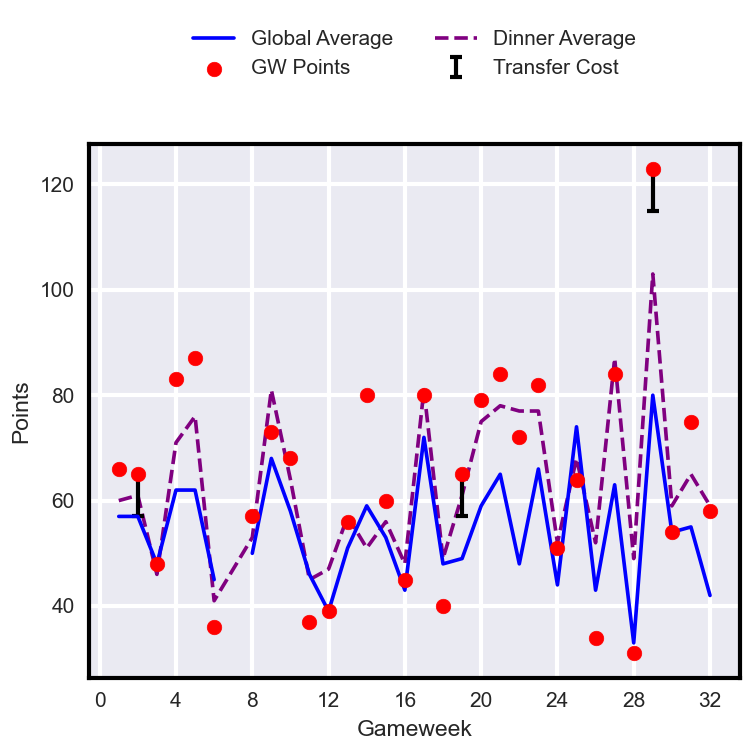 Global Average
Dinner Average
GW Points
Transfer Cost
120
100
80
60
40
Points
0 4 8 12 16 20 24 28 32
Gameweek